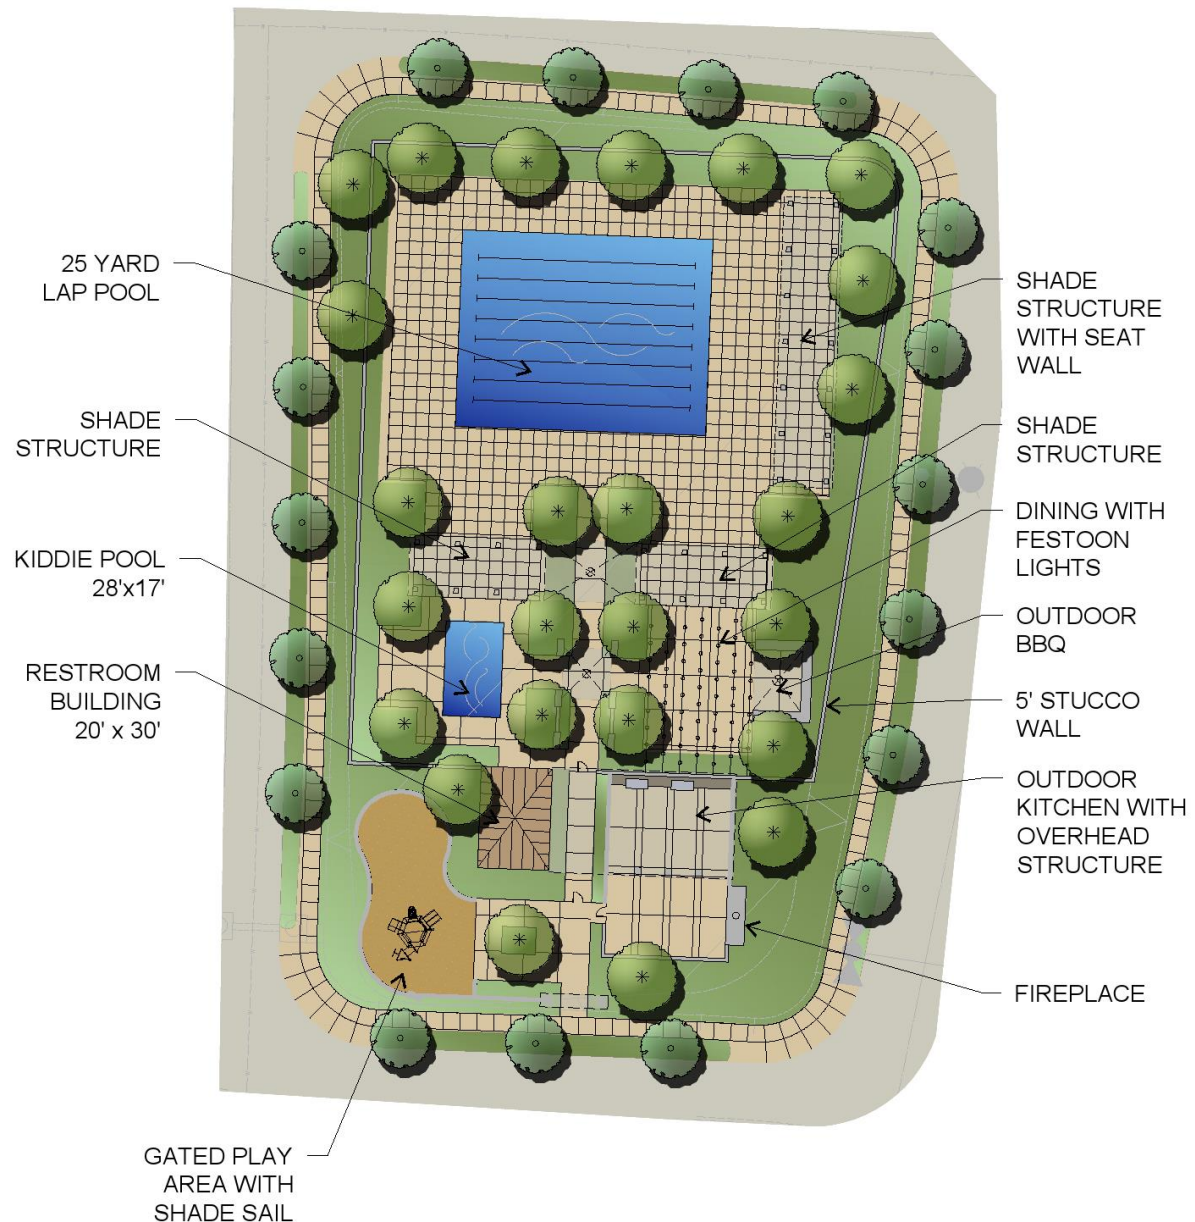 25 YARD
LAP POOL
SHADE
STRUCTURE
KIDDIE POOL
28'x17'
RESTROOM
BUILDING
20' x 30'
GATED PLAY
AREA WITH
SHADE SAIL
SHADE
STRUCTURE
WITH SEAT
WALL
SHADE
STRUCTURE
DINING WITH
FESTOON
LIGHTS
OUTDOOR
BBQ
5' STUCCO
WALL
OUTDOOR
KITCHEN WITH
OVERHEAD
STRUCTURE
FIREPLACE